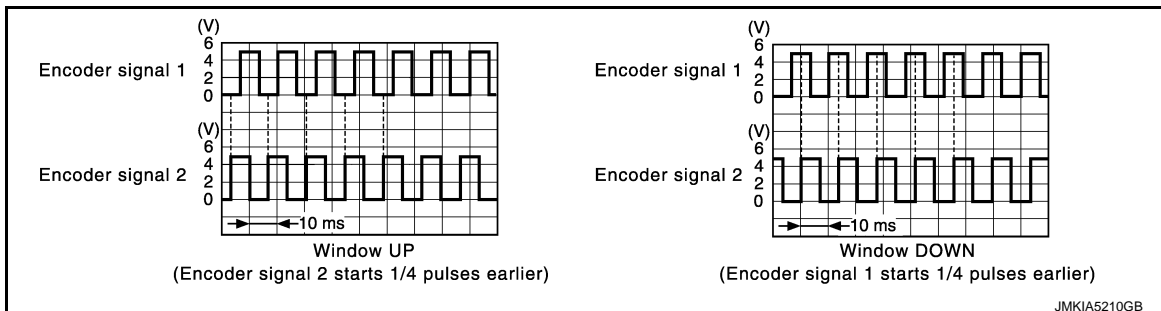 (V)
6
4
2
0
Encoder signal 1
(V)
6
4
2
0
Encoder signal 2
10 ms
Window UP
(Encoder signal 2 starts 1/4 pulses earlier)
(V)
6
4
2
0
Encoder signal 1
(V)
6
4
2
0
Encoder signal 2
10 ms
Window DOWN
(Encoder signal 1 starts 1/4 pulses earlier)
JMKIA5210GB